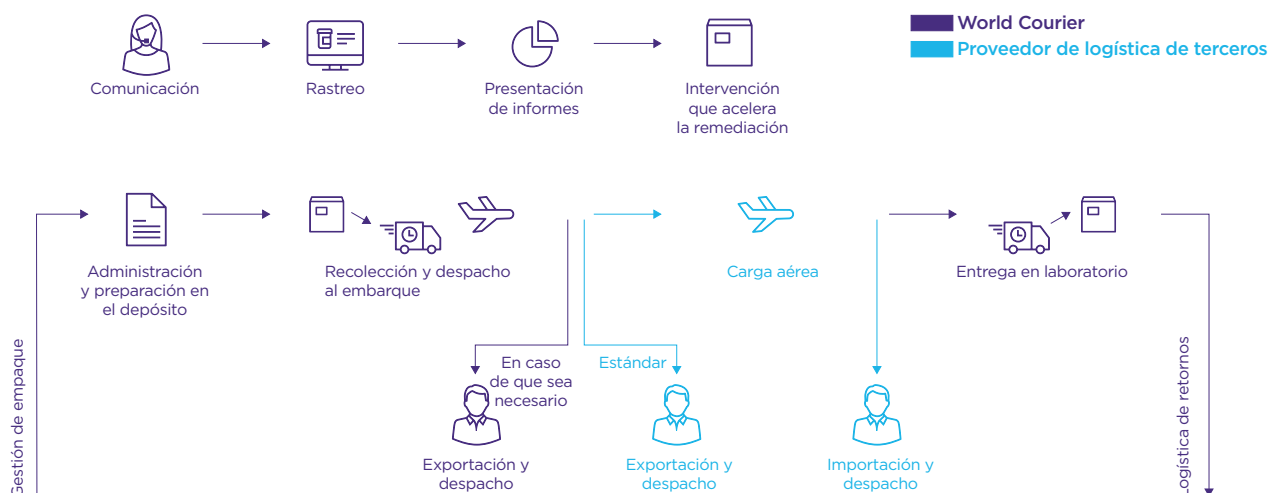 World Courier
Proveedor de logística de terceros
Comunicación
Rastreo
Presentación
de informes
Intervención
que acelera
la remediación
Administración
y preparación en
el depósito
Recolección y despacho
al embarque
Carga aérea
Entrega en laboratorio
En caso
de que sea
necesario
Estándar
Exportación y
despacho
Exportación y
despacho
Importación y
despacho
Gestión de empaque
Logística de retornos